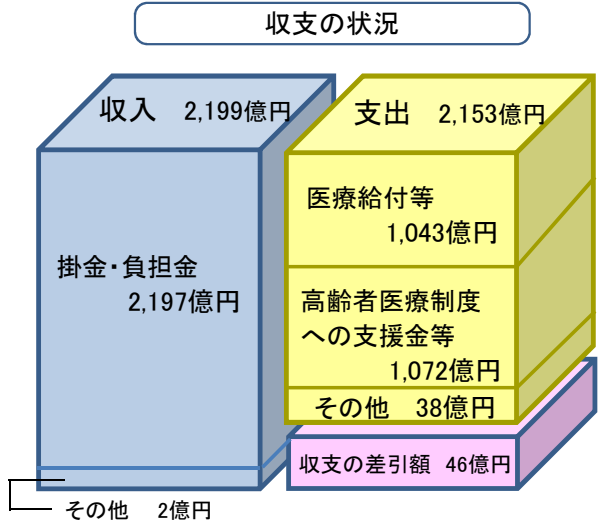 収支の状況
収入 2,199億円
掛金・負担金
2,197億円
その他 2億円
支出 2,153億円
医療給付等
1,043億円
高齢者医療制度
への支援金等
1,072億円
その他 38億円
収支の差引額 46億円